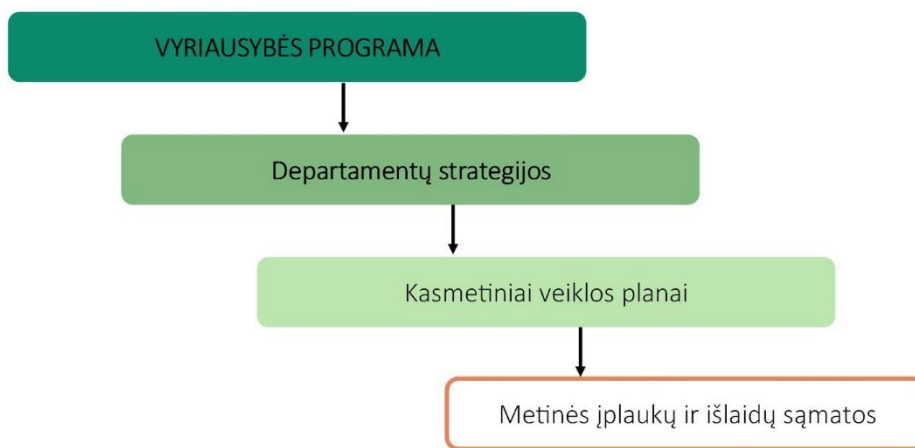 VYRIAUSYBĖS PROGRAMA
Departamentų strategijos
Kasmetiniai veiklos planai
Metinės įplaukų ir išlaidų sąmatos